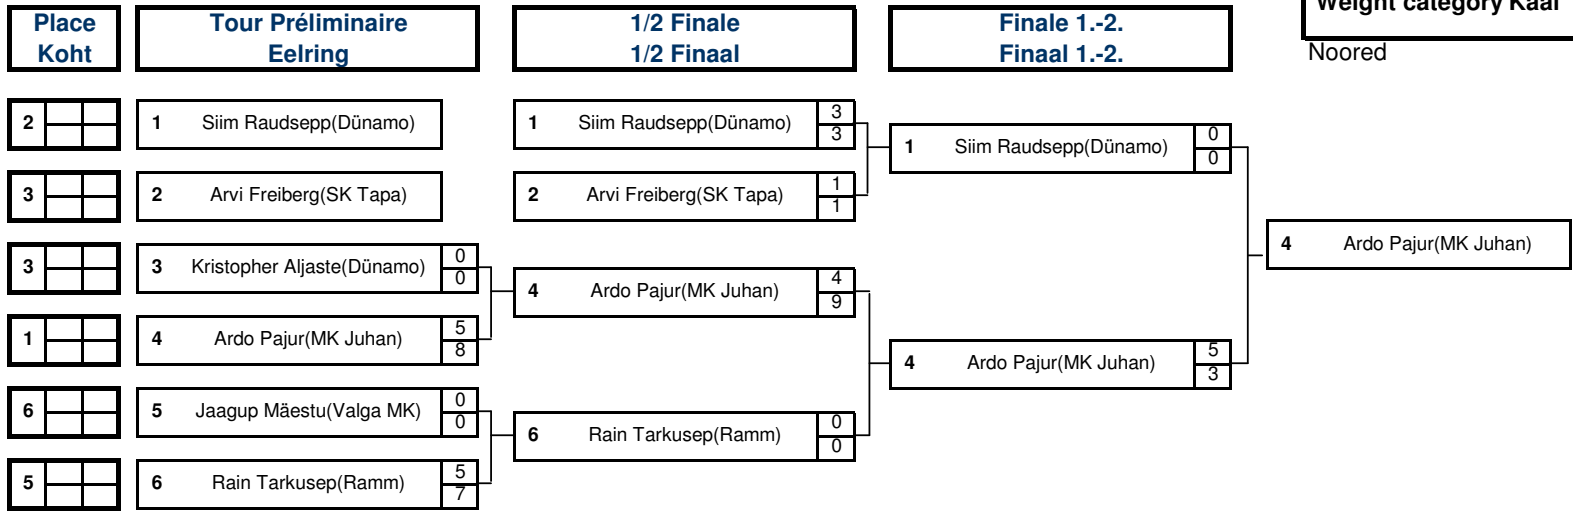 Place Tour Préliminaire 1/2 Finale Finale 1.-2. Weight category Kaal
Koht Eelring 1/2 Finaal Finaal 1.-2.
Noored
2 1 Siim Raudsepp(Dünamo) 1 Siim Raudsepp(Dünamo) 3
3
1 Siim Raudsepp(Dünamo) 0
0
3 2 Arvi Freiberg(SK Tapa) 2 Arvi Freiberg(SK Tapa) 1
1
4 Ardo Pajur(MK Juhan)
3 3 Kristopher Aljaste(Dünamo) 0
0
4 Ardo Pajur(MK Juhan) 4
9
1 4 Ardo Pajur(MK Juhan) 5
8
4 Ardo Pajur(MK Juhan) 5
3
6 5 Jaagup Mäestu(Valga MK) 0
0
6 Rain Tarkusep(Ramm) 0
0
5 6 Rain Tarkusep(Ramm) 5
7